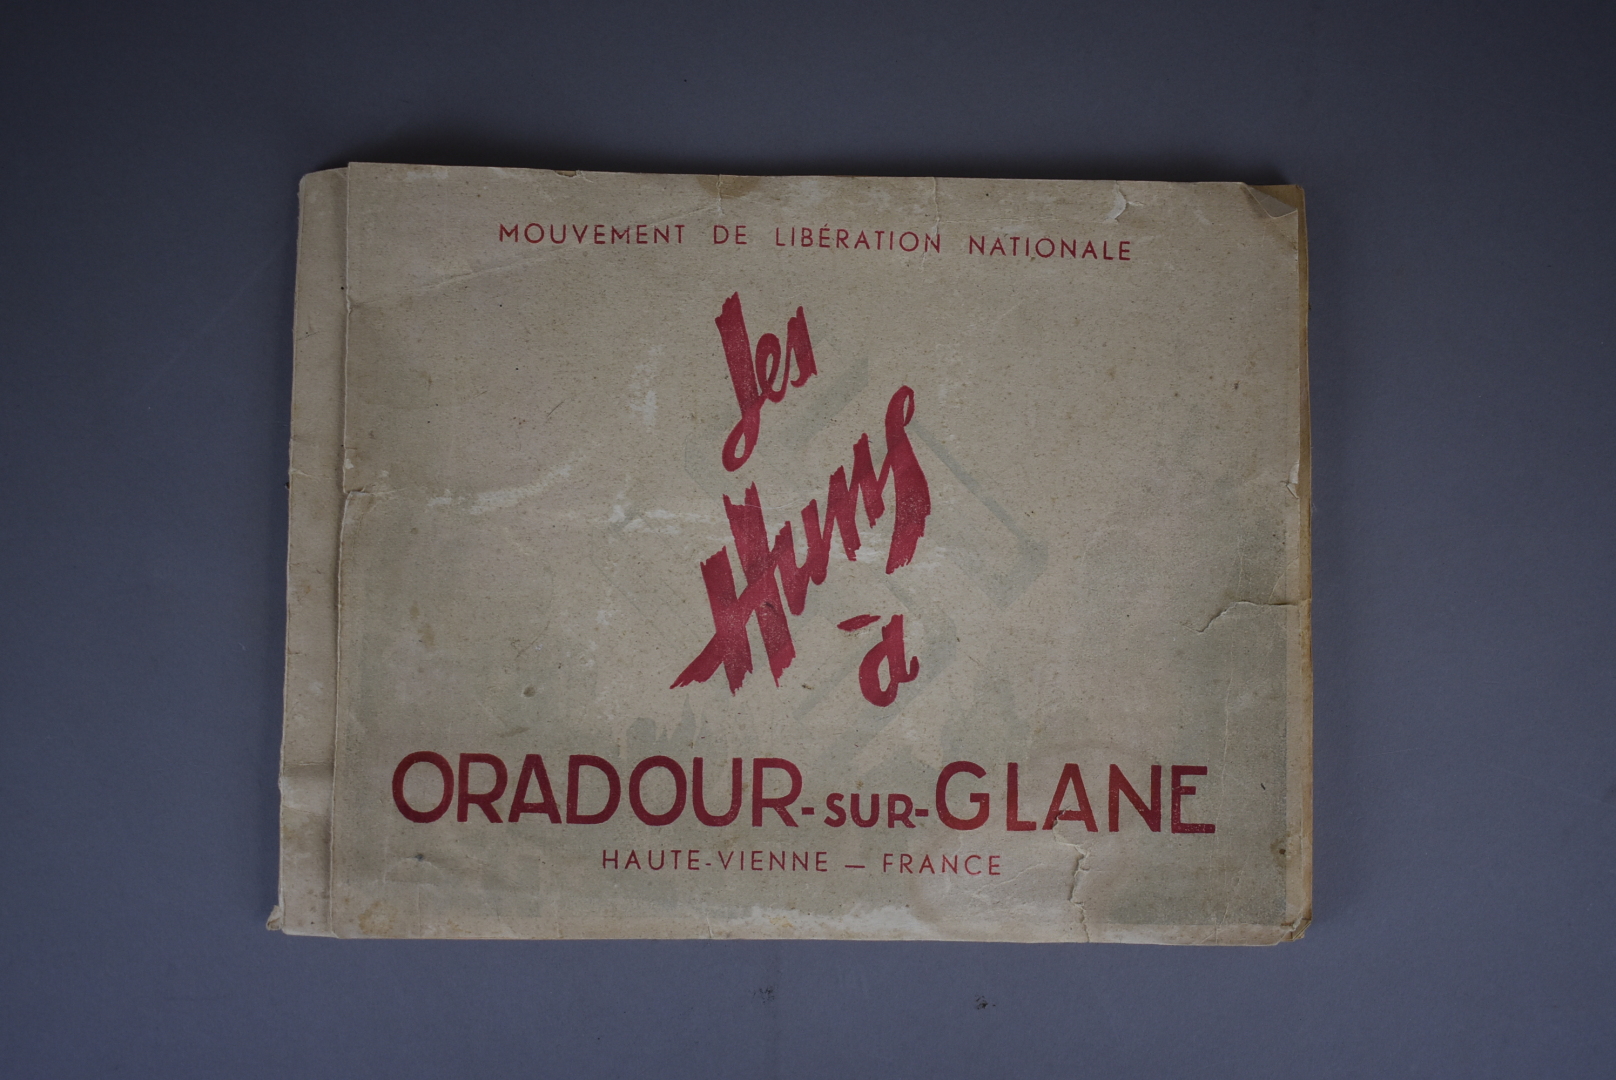 MOUVEMENT DE LIBÉRATION NATIONALE
Les
Huns
à
ORADOUR-SUR-GLANE
HAUTE-VIENNE — FRANCE